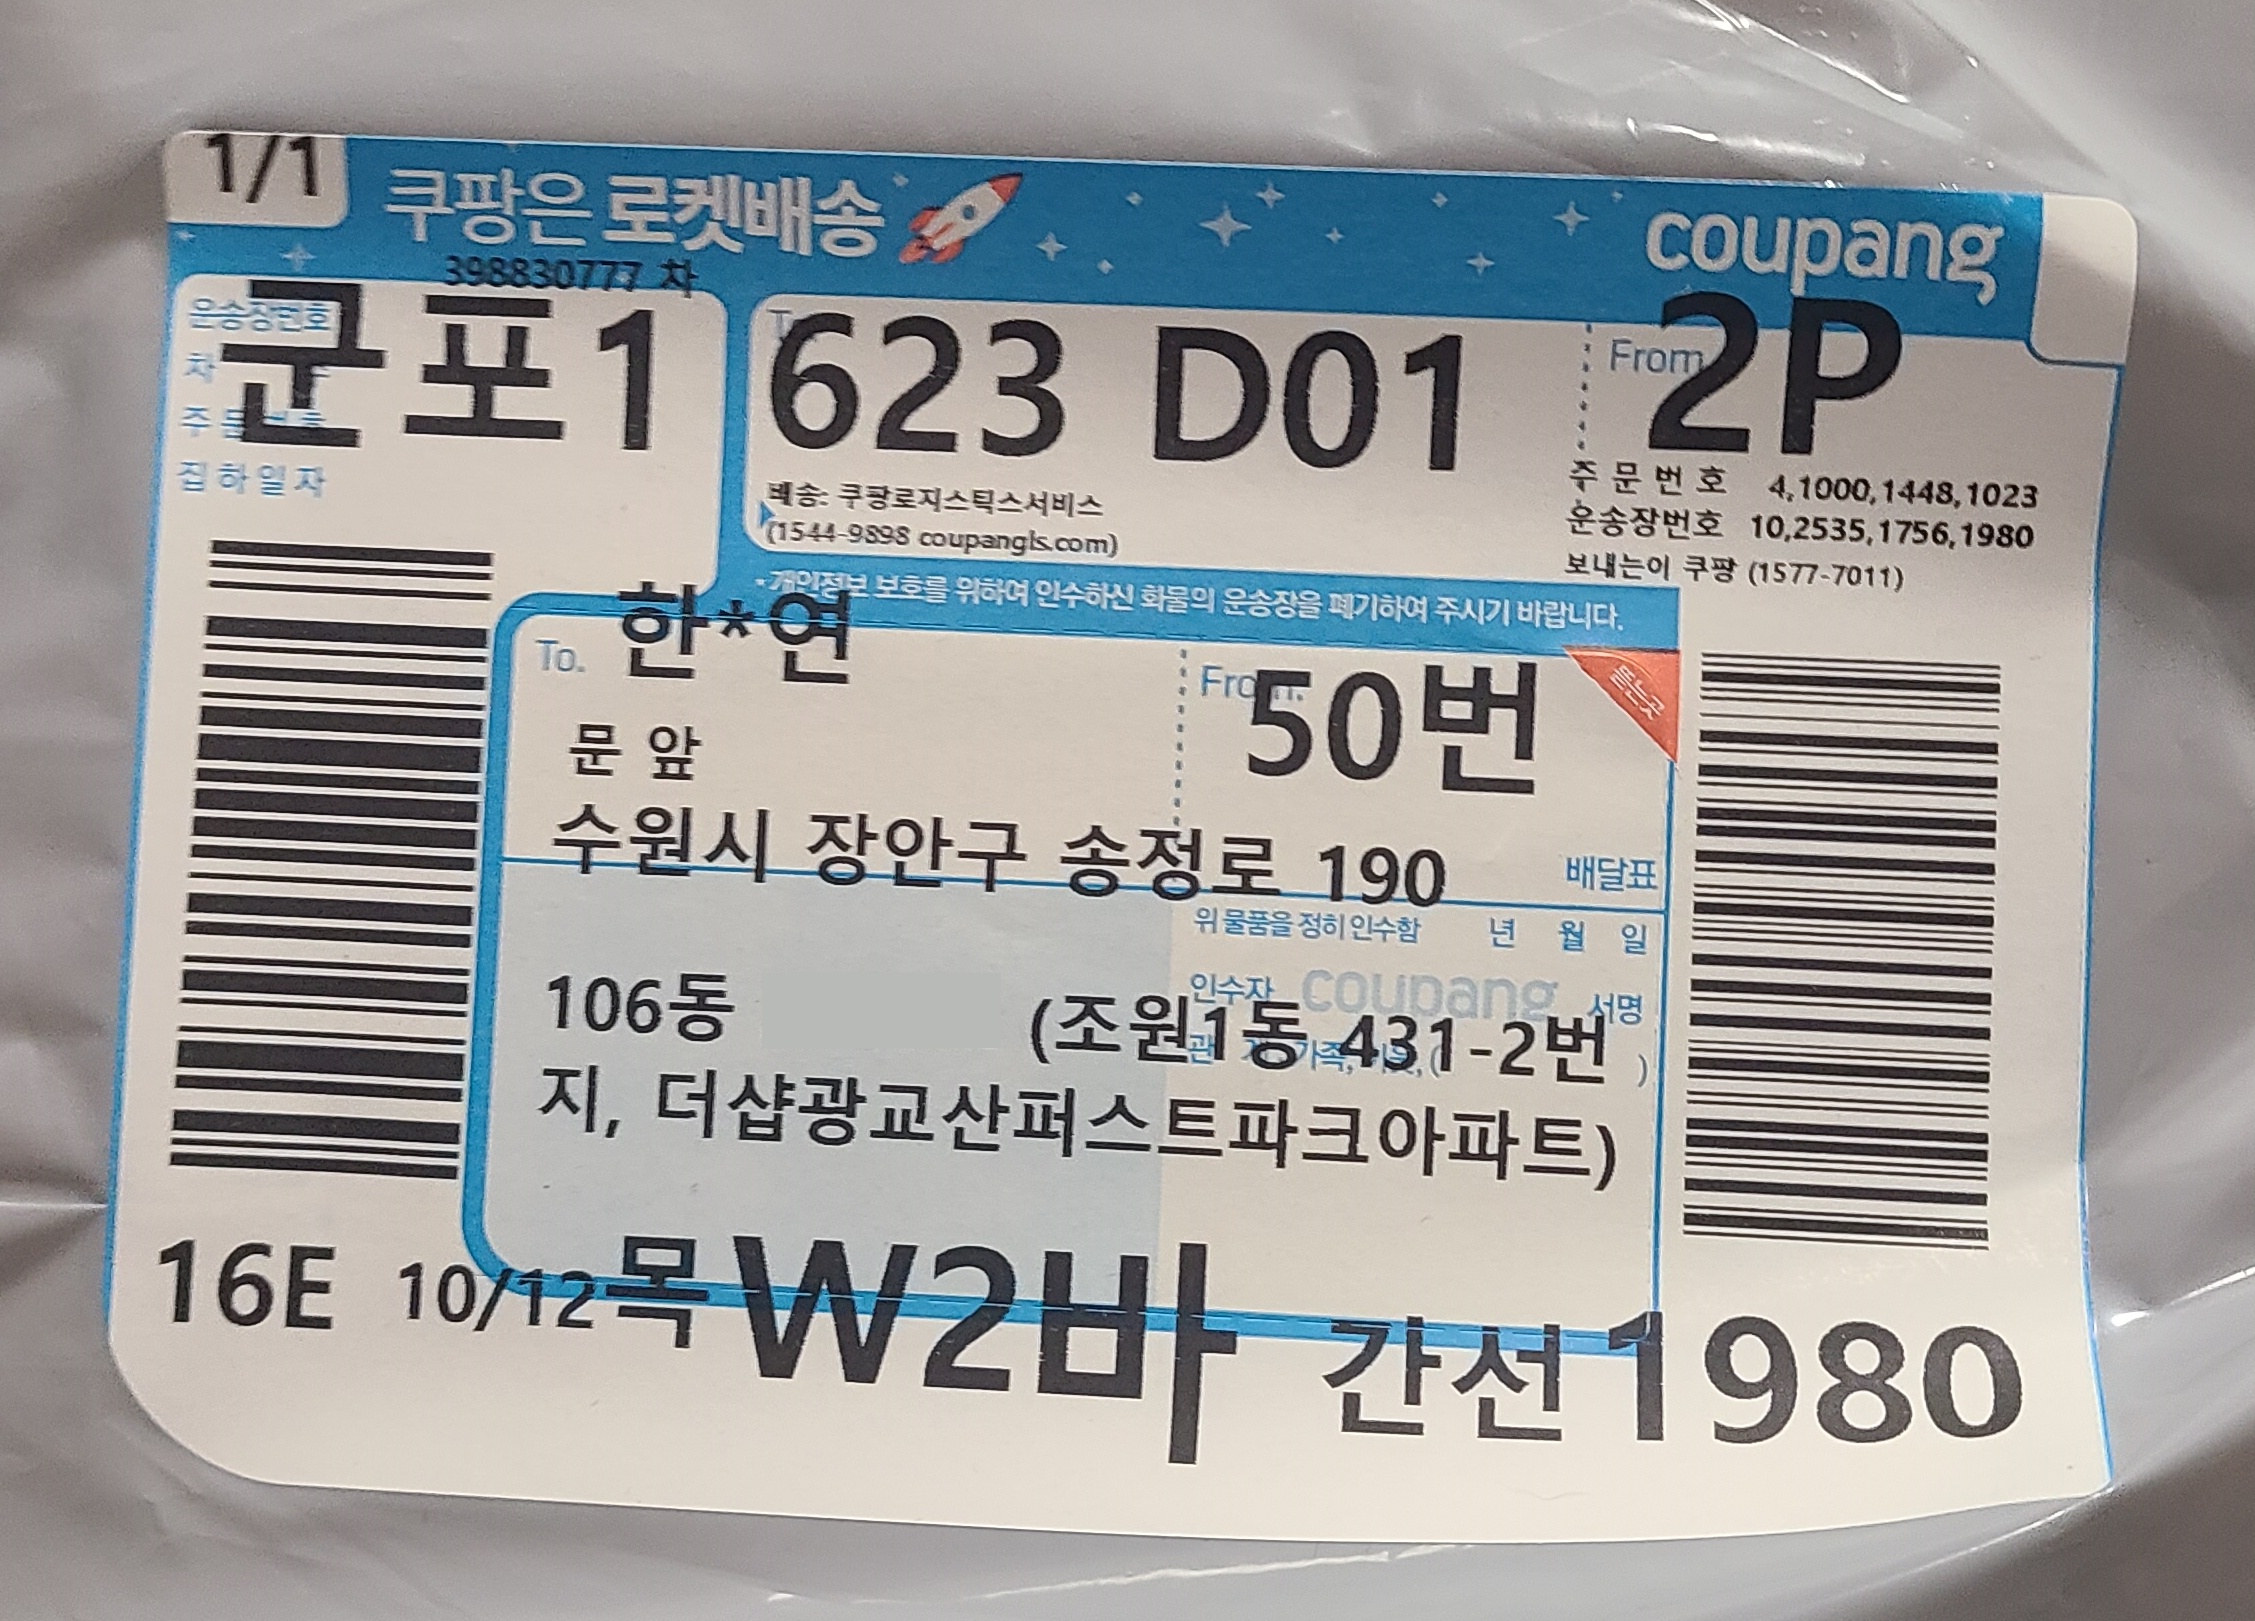 1/1
쿠팡은 로켓배송
coupang
398830777 차
운송장번호
군포1
623 D01
From
2P
집하일자
배송: 쿠팡로지스틱스서비스
(1544-9898 coupangls.com)
주문번호 4,1000,1448,1023
운송장번호 10,2535,1756,1980
보내는이 쿠팡 (1577-7011)
*개인정보 보호를 위하여 인수하신 화물의 운송장을 폐기하여 주시기 바랍니다.
To. 한*연
From.
50번
뜯는곳
문 앞
수원시 장안구 송정로 190
배달표
위 물품을 정히 인수함 년 월 일
인수자 coupang 서명
106동 (조원1동 431-2번
지, 더샵광교산퍼스트파크아파트)
16E 10/12목 W2바 간선 1980